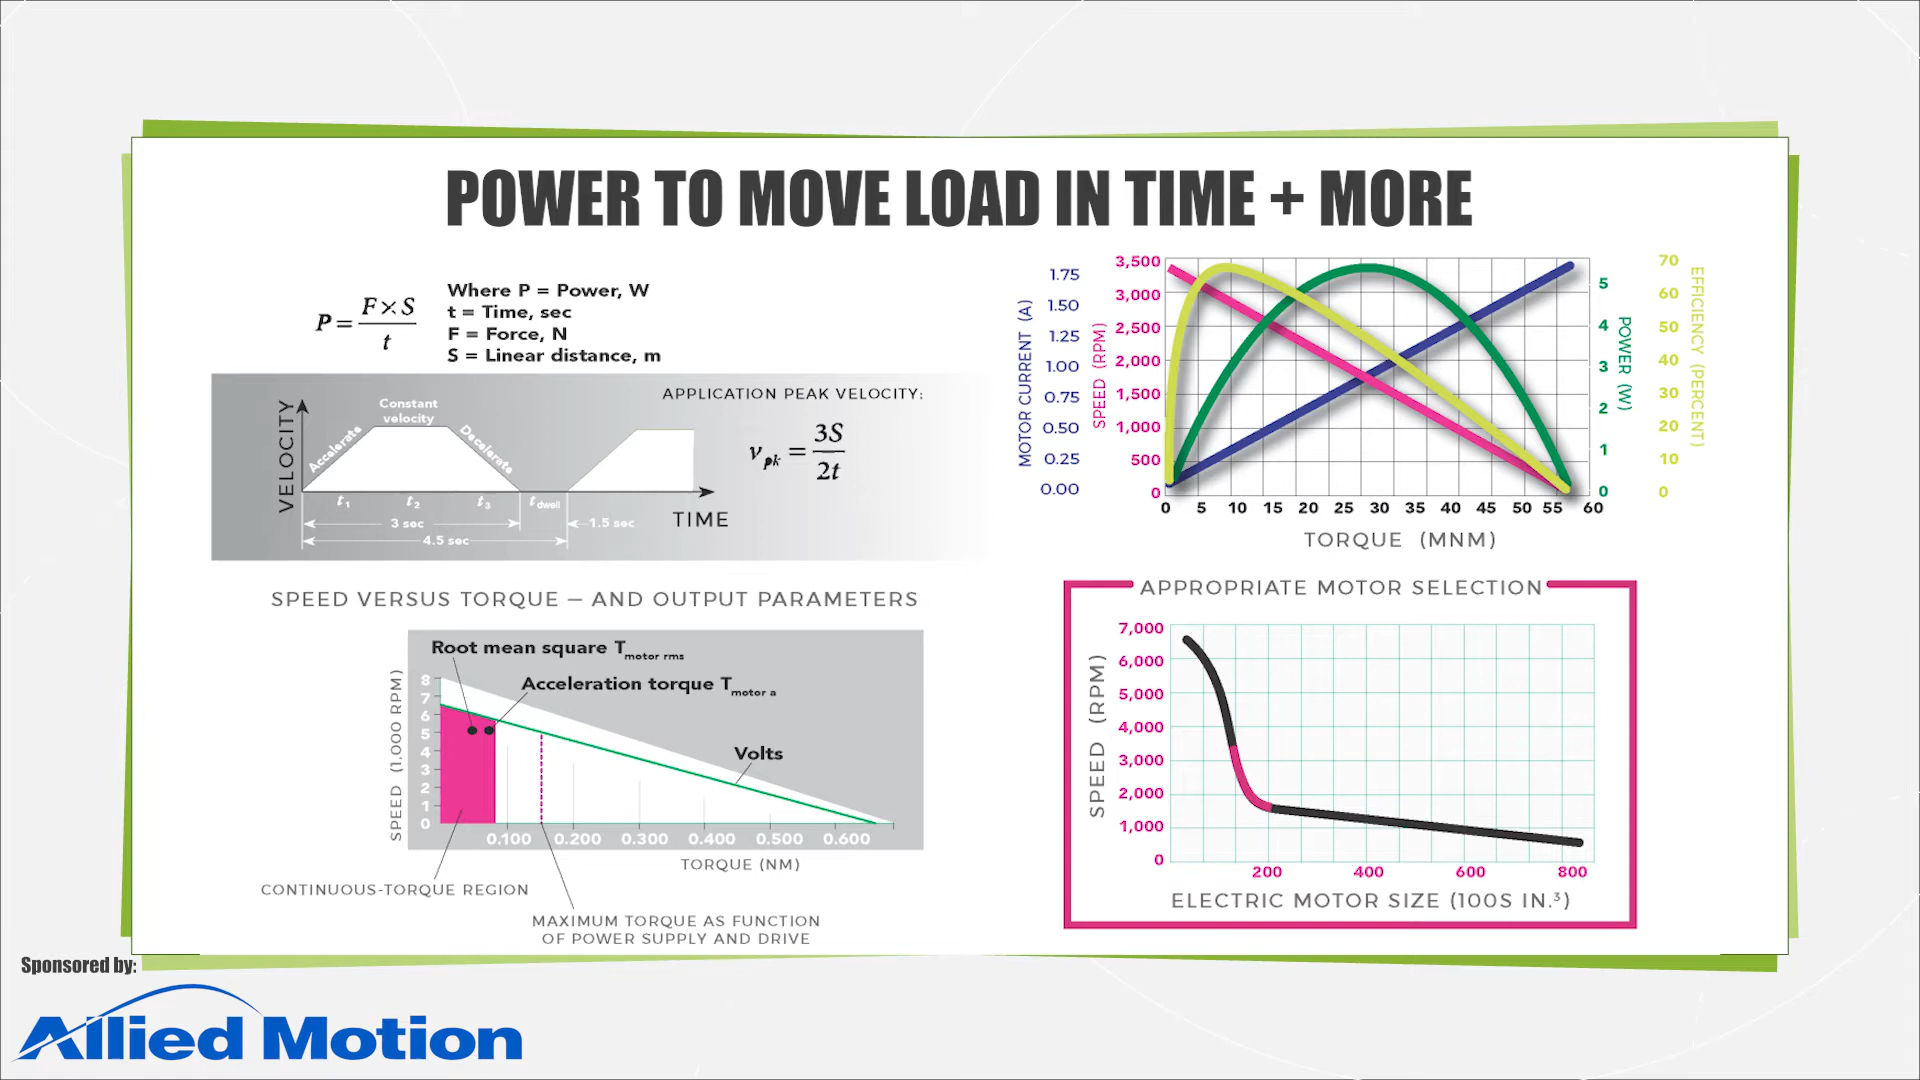 POWER TO MOVE LOAD IN TIME + MORE
P = F × S / t
Where P = Power, W
t = Time, sec
F = Force, N
S = Linear distance, m
APPLICATION PEAK VELOCITY:
v pk = 3S / 2t
VELOCITY
Accelerate
Constant
velocity
Decelerate
t1 t2 t3 tdwell
3 sec 1.5 sec
4.5 sec
TIME
MOTOR CURRENT (A)
1.75
1.50
1.25
1.00
0.75
0.50
0.25
0.00
SPEED (RPM)
3,500
3,000
2,500
2,000
1,500
1,000
500
0
5
4
3
2
1
0
POWER (W)
70
60
50
40
30
20
10
0
EFFICIENCY (PERCENT)
0 5 10 15 20 25 30 35 40 45 50 55 60
TORQUE (MNM)
SPEED VERSUS TORQUE — AND OUTPUT PARAMETERS
Root mean square T motor rms
Acceleration torque T motor a
Volts
SPEED (1,000 RPM)
8
7
6
5
4
3
2
1
0
0.100 0.200 0.300 0.400 0.500 0.600
TORQUE (NM)
CONTINUOUS-TORQUE REGION
MAXIMUM TORQUE AS FUNCTION
OF POWER SUPPLY AND DRIVE
APPROPRIATE MOTOR SELECTION
SPEED (RPM)
7,000
6,000
5,000
4,000
3,000
2,000
1,000
0
200 400 600 800
ELECTRIC MOTOR SIZE (100S IN.³)
Sponsored by:
Allied Motion